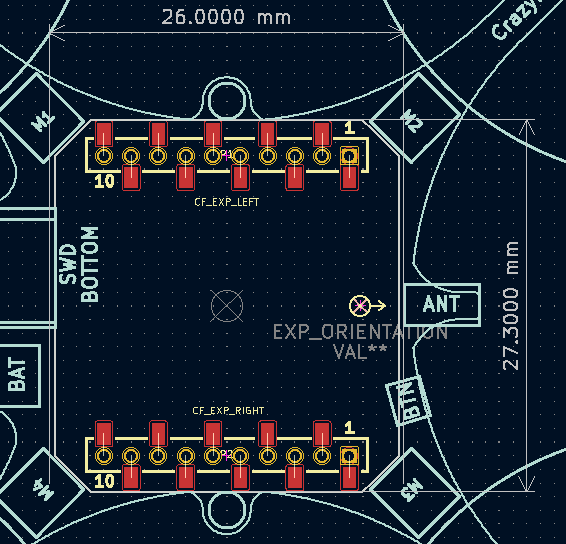 26.0000 mm
Crazy
M1
M2
1
P1
10
CF_EXP_LEFT
SWD
BOTTOM
27.3000 mm
ANT
EXP_ORIENTATION
VAL**
BAT
BTN
CF_EXP_RIGHT
1
P2
10
M4
M3